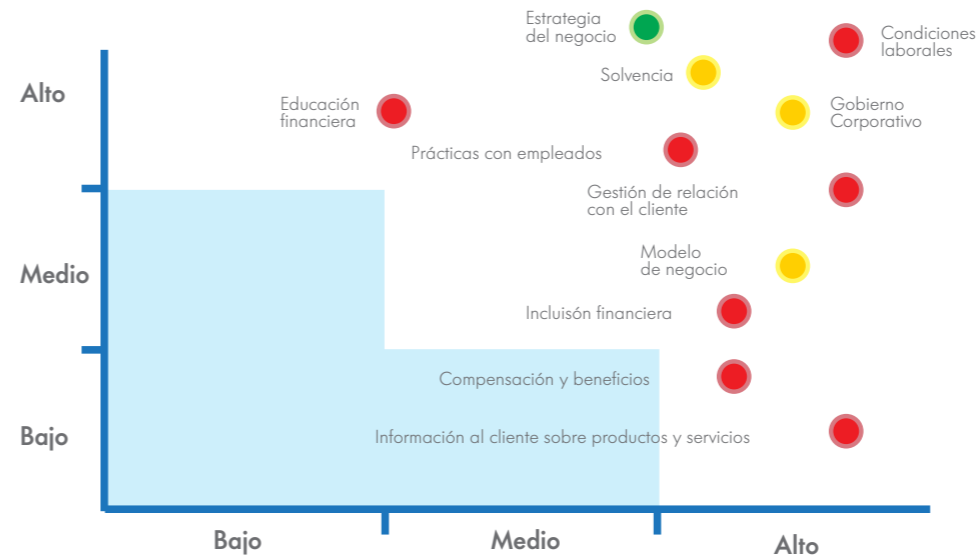 Estrategia
del negocio
Condiciones
laborales
Solvencia
Alto
Educación
financiera
Gobierno
Corporativo
Prácticas con empleados
Gestión de relación
con el cliente
Modelo
de negocio
Medio
Incluisón financiera
Compensación y beneficios
Bajo
Información al cliente sobre productos y servicios
Bajo
Medio
Alto